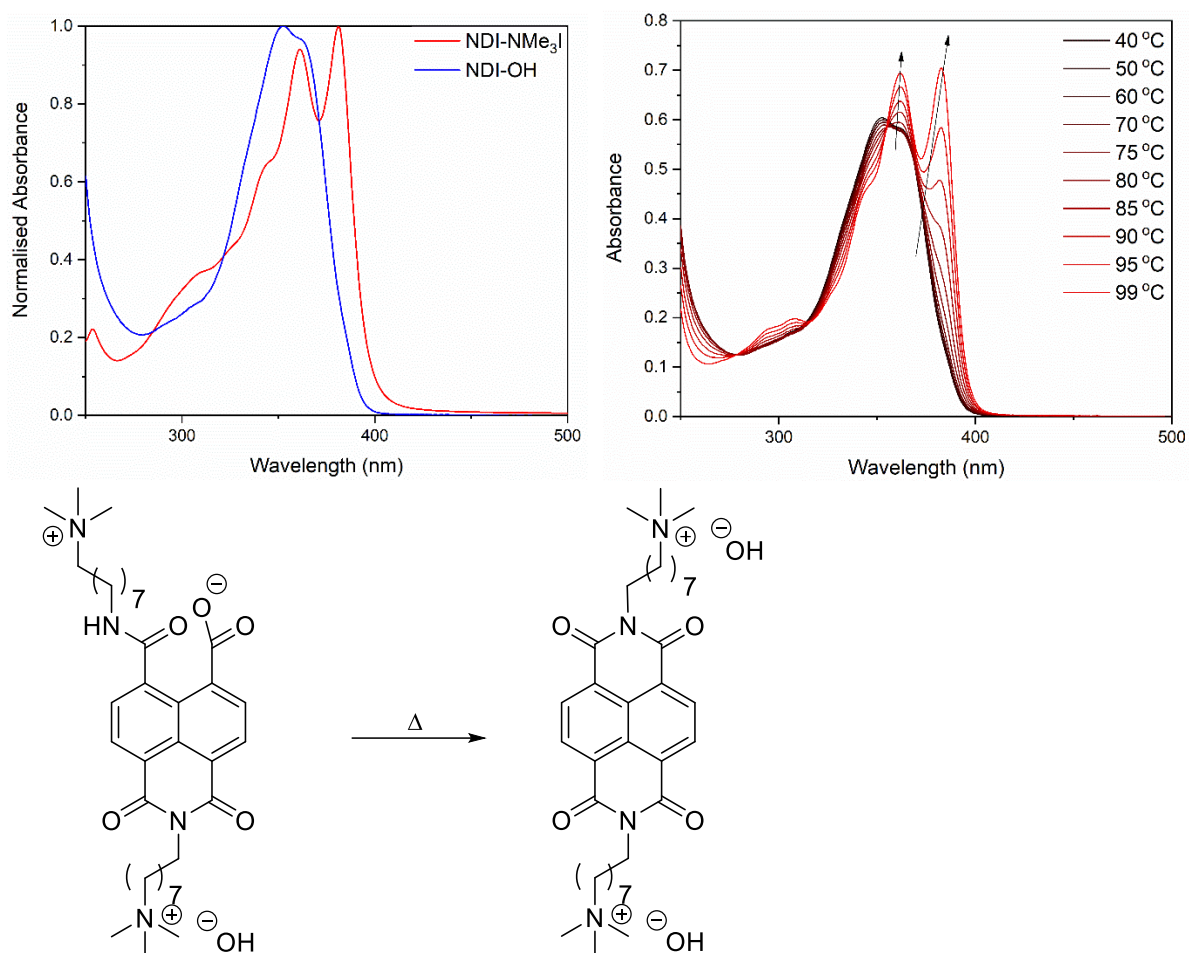 NDI-NMe3I
NDI-OH
Normalised Absorbance
1.0
0.8
0.6
0.4
0.2
0.0
300
400
500
Wavelength (nm)
40 °C
50 °C
60 °C
70 °C
75 °C
80 °C
85 °C
90 °C
95 °C
99 °C
Absorbance
0.8
0.7
0.6
0.5
0.4
0.3
0.2
0.1
0.0
300
400
500
Wavelength (nm)
N
+
7
−
O
HN
O
O
O
N
O
7
N
+
−
OH
Δ
N
+
−
OH
7
O
N
O
O
N
O
7
N
+
−
OH